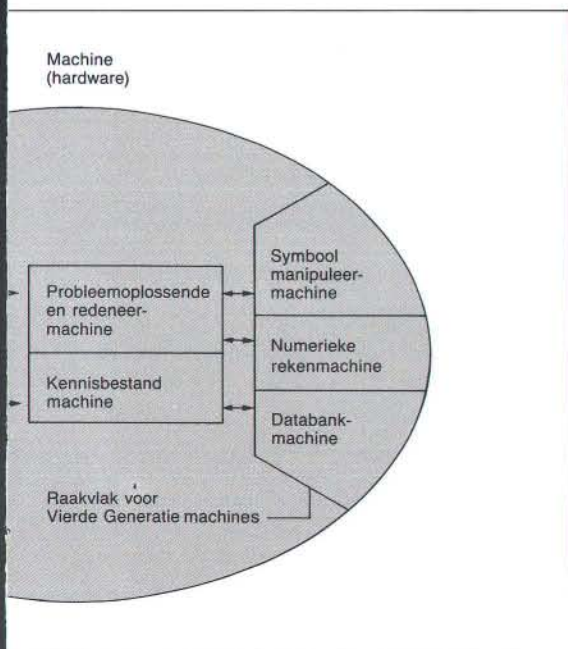 Machine
(hardware)
Probleemoplossende
en redeneer-
machine
Kennisbestand
machine
Symbool
manipuleer-
machine
Numerieke
rekenmachine
Databank-
machine
Raakvlak voor
Vierde Generatie machines